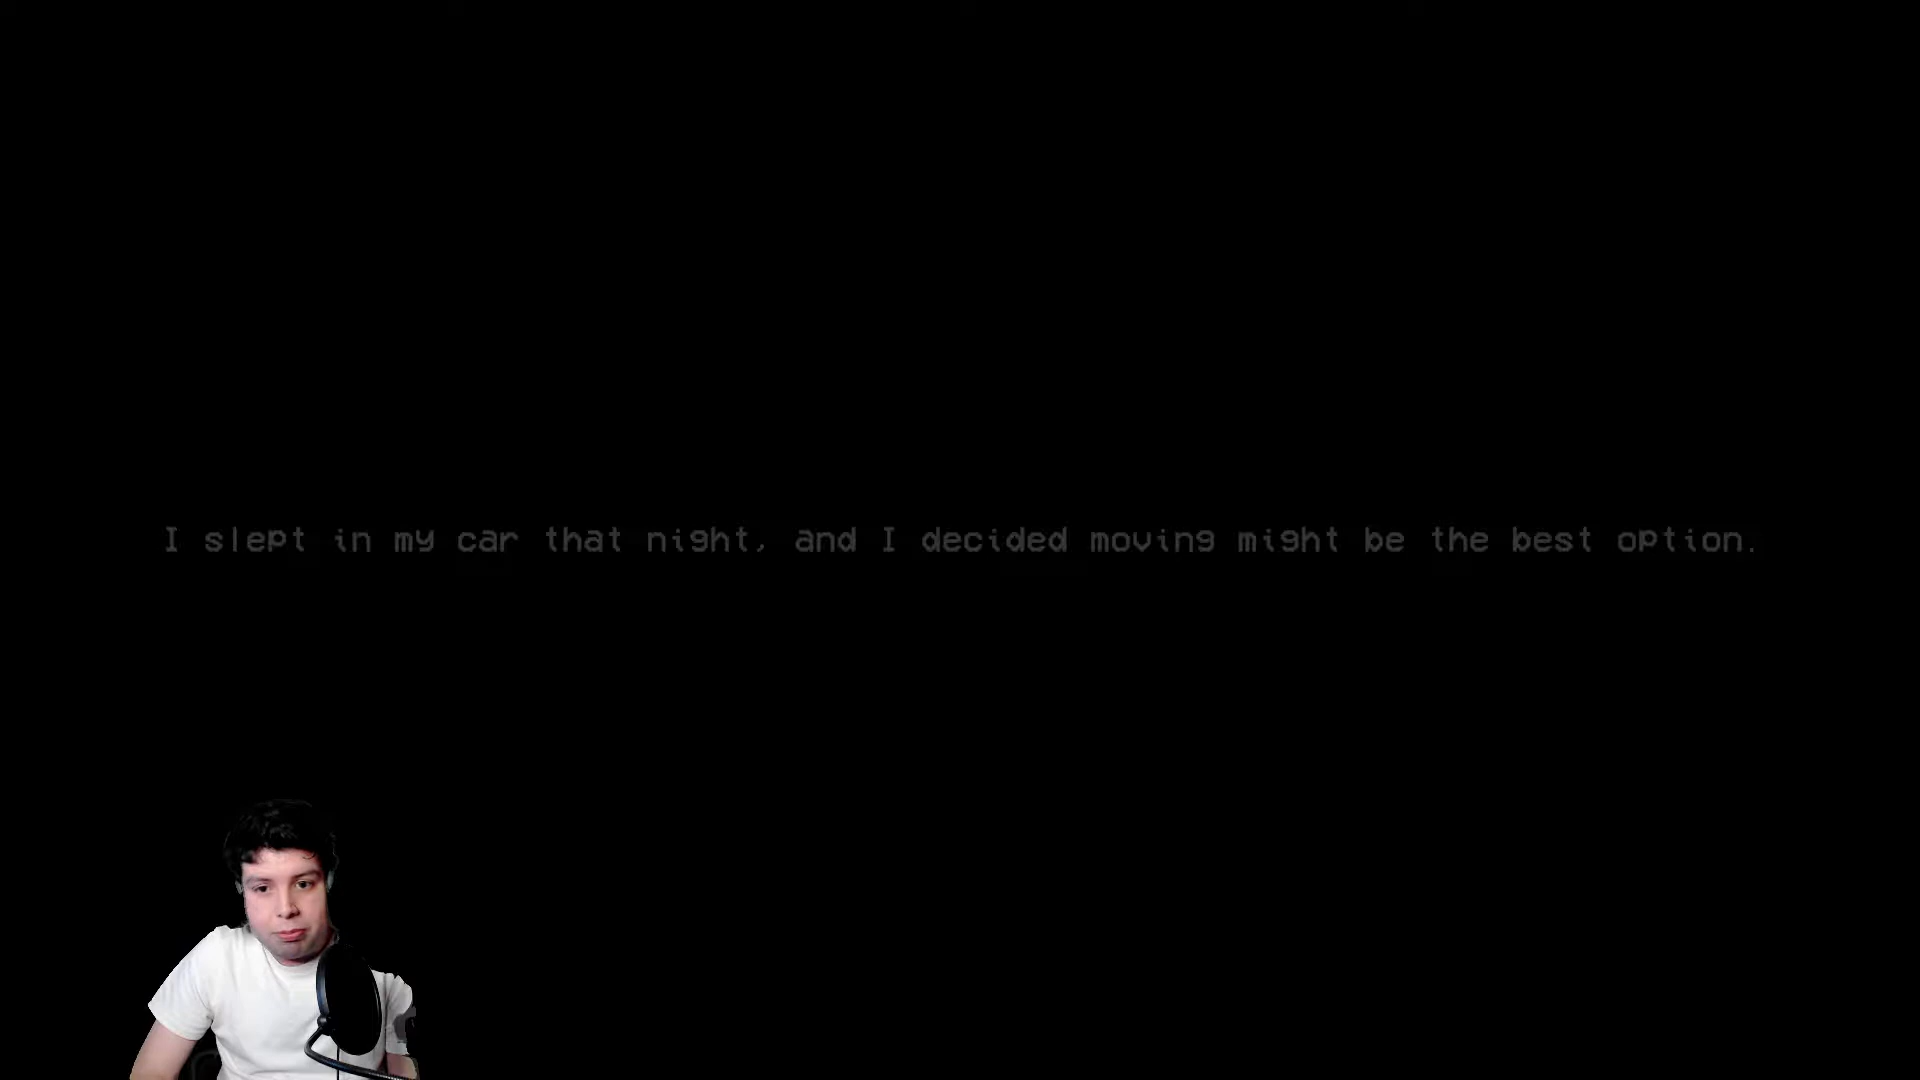 I slept in my car that night, and I decided moving might be the best option.